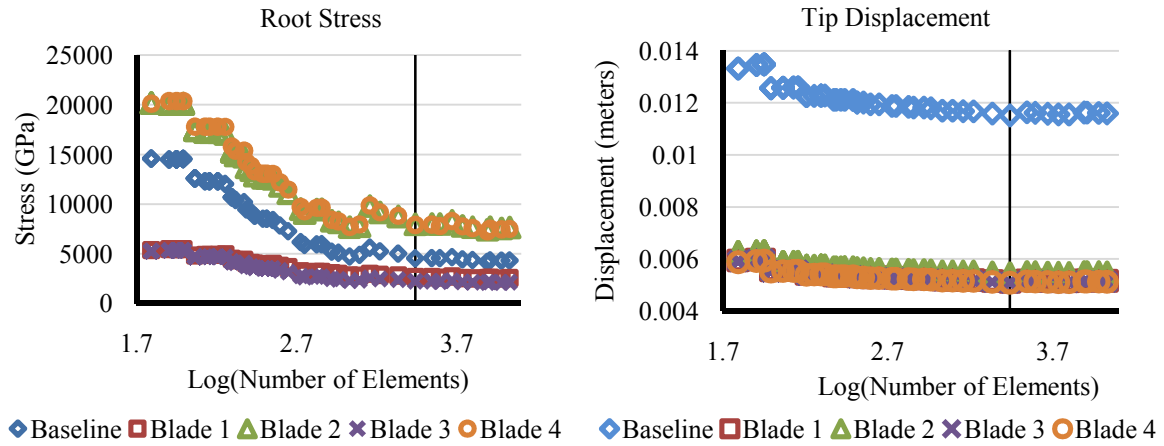 Root Stress
25000
20000
15000
10000
5000
0
Stress (GPa)
1.7 2.7 3.7
Log(Number of Elements)
Baseline Blade 1 Blade 2 Blade 3 Blade 4
Tip Displacement
0.014
0.012
0.01
0.008
0.006
0.004
Displacement (meters)
1.7 2.7 3.7
Log(Number of Elements)
Baseline Blade 1 Blade 2 Blade 3 Blade 4